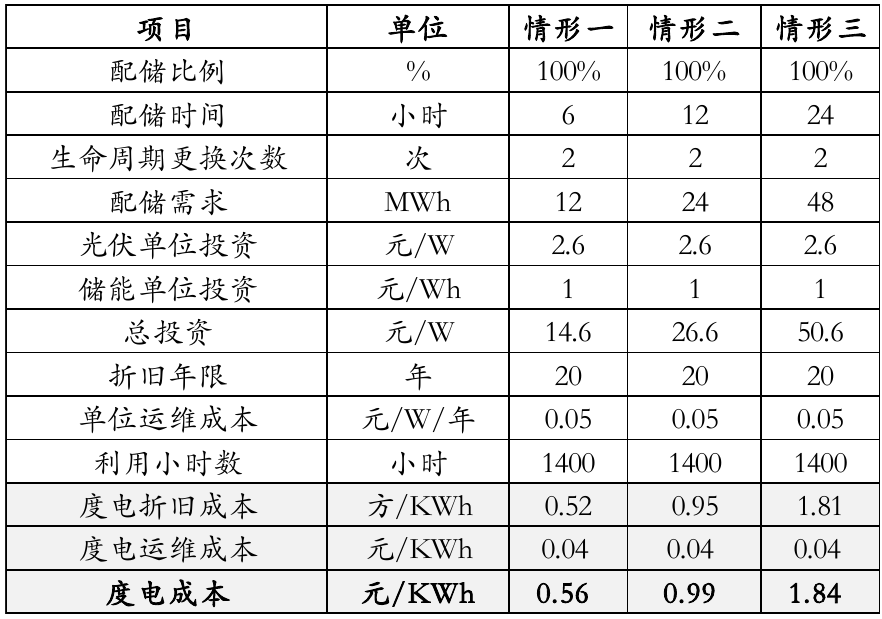 项目 单位 情形一 情形二 情形三
配储比例 % 100% 100% 100%
配储时间 小时 6 12 24
生命周期更换次数 次 2 2 2
配储需求 MWh 12 24 48
光伏单位投资 元/W 2.6 2.6 2.6
储能单位投资 元/Wh 1 1 1
总投资 元/W 14.6 26.6 50.6
折旧年限 年 20 20 20
单位运维成本 元/W/年 0.05 0.05 0.05
利用小时数 小时 1400 1400 1400
度电折旧成本 方/KWh 0.52 0.95 1.81
度电运维成本 元/KWh 0.04 0.04 0.04
度电成本 元/KWh 0.56 0.99 1.84